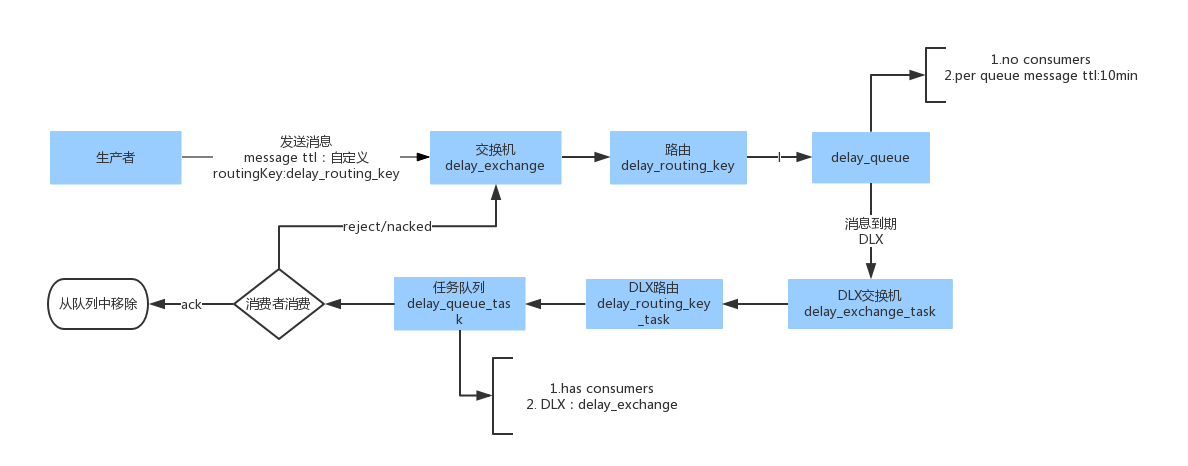 1.no consumers
2.per queue message ttl:10min
生产者
发送消息
message ttl：自定义
routingKey:delay_routing_key
交换机
delay_exchange
路由
delay_routing_key
delay_queue
消息到期
DLX
reject/nacked
从队列中移除
ack
消费者消费
任务队列
delay_queue_tas
k
DLX路由
delay_routing_key
_task
DLX交换机
delay_exchange_task
1.has consumers
2. DLX：delay_exchange